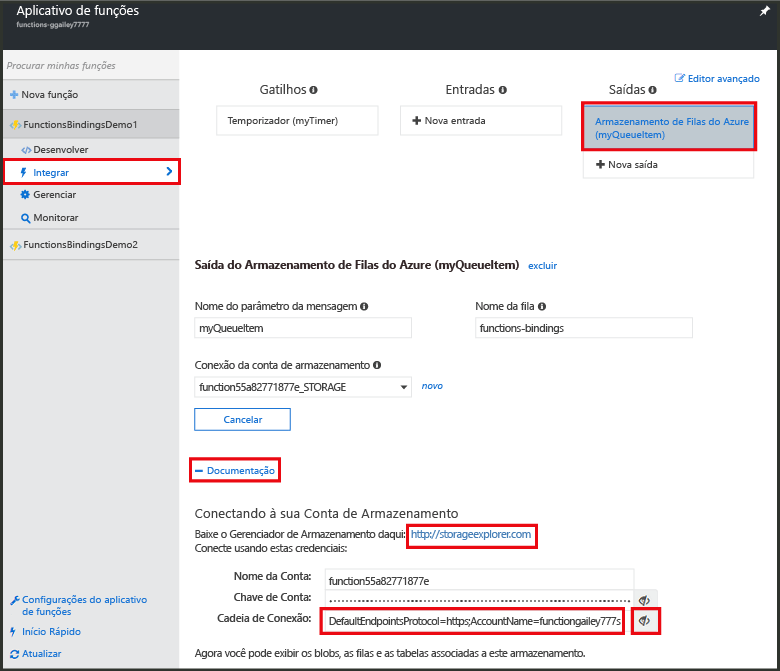 Aplicativo de funções
functions-ggailey7777
Procurar minhas funções
Nova função
FunctionsBindingsDemo1
Desenvolver
Integrar
Gerenciar
Monitorar
FunctionsBindingsDemo2
Configurações do aplicativo
de funções
Início Rápido
Atualizar
Editor avançado
Gatilhos
Entradas
Saídas
Temporizador (myTimer)
Nova entrada
Armazenamento de Filas do Azure
(myQueueItem)
Nova saída
Saída do Armazenamento de Filas do Azure (myQueueItem) excluir
Nome do parâmetro da mensagem
Nome da fila
myQueueItem
functions-bindings
Conexão da conta de armazenamento
function55a82771877e_STORAGE
novo
Cancelar
Documentação
Conectando à sua Conta de Armazenamento
Baixe o Gerenciador de Armazenamento daqui: http://storageexplorer.com
Conecte usando estas credenciais:
Nome da Conta: function55a82771877e
Chave de Conta:
Cadeia de Conexão: DefaultEndpointsProtocol=https;AccountName=functiongailey777s
Agora você pode exibir os blobs, as filas e as tabelas associadas a este armazenamento.